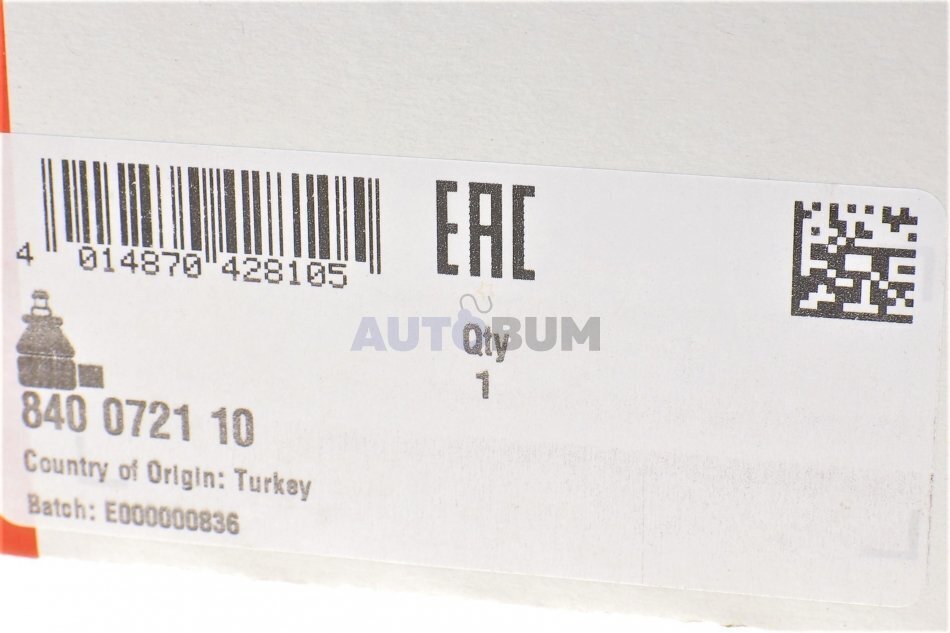 4 014870 428105
EAC
AUTOBUM
Qty
1
840 0721 10
Country of Origin: Turkey
Batch: E000000836